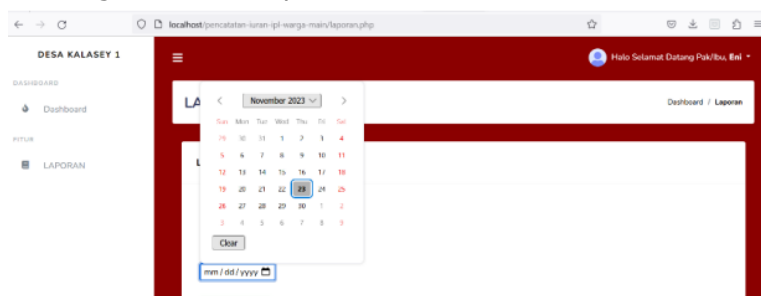 localhost/pencatatan-iuran-ipl-warga-main/laporan.php
DESA KALASEY 1
Halo Selamat Datang Pak/Ibu, Eni
DASHBOARD
Dashboard
FITUR
LAPORAN
LA
Dashboard / Laporan
November 2023
Sun Mon Tue Wed Thu Fri Sat
29 30 31 1 2 3 4
5 6 7 8 9 10 11
12 13 14 15 16 17 18
19 20 21 22 23 24 25
26 27 28 29 30 1 2
3 4 5 6 7 8 9
L
Clear
mm / dd / yyyy